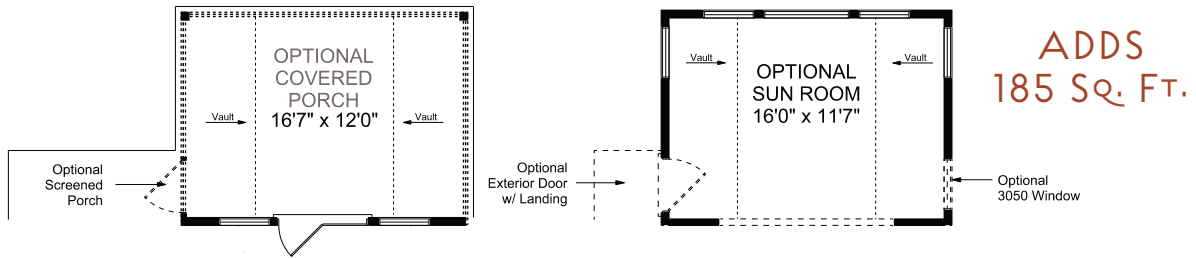 OPTIONAL
COVERED
PORCH
16'7" x 12'0"
Vault
Vault
Optional
Screened
Porch
OPTIONAL
SUN ROOM
16'0" x 11'7"
Vault
Vault
Optional
Exterior Door
w/ Landing
Optional
3050 Window
ADDS
185 SQ. FT.